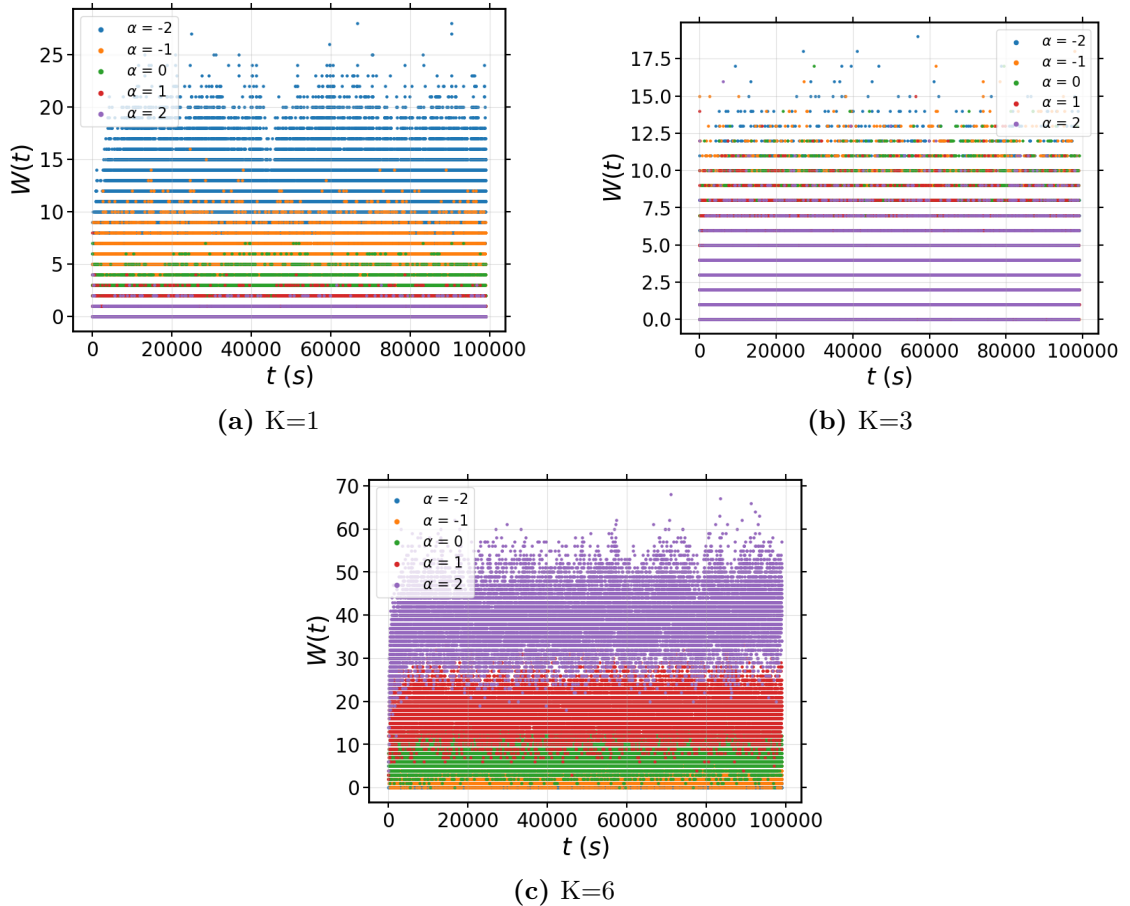 α = -2
α = -1
α = 0
α = 1
α = 2
25
20
15
10
5
0
W(t)
0 20000 40000 60000 80000 100000
t (s)
(a) K=1
α = -2
α = -1
α = 0
α = 1
α = 2
17.5
15.0
12.5
10.0
7.5
5.0
2.5
0.0
W(t)
0 20000 40000 60000 80000 100000
t (s)
(b) K=3
α = -2
α = -1
α = 0
α = 1
α = 2
70
60
50
40
30
20
10
0
W(t)
0 20000 40000 60000 80000 100000
t (s)
(c) K=6